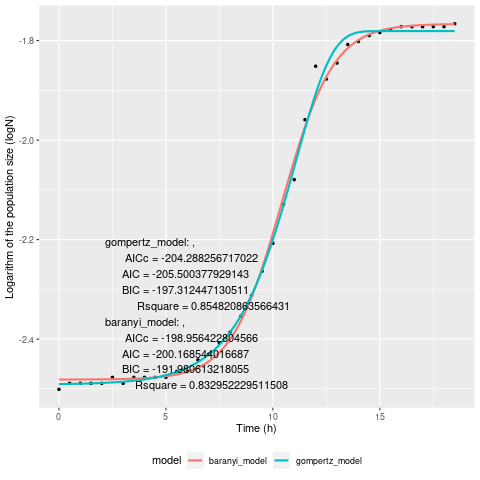 -1.8
-2.0
-2.2
-2.4
Logarithm of the population size (logN)
gompertz_model: ,
AICc = -204.288256717022
AIC = -205.500377929143
BIC = -197.312447130511
Rsquare = 0.854820863566431
baranyi_model: ,
AICc = -198.956422804566
AIC = -200.168544016687
BIC = -191.980613218055
Rsquare = 0.832952229511508
0 5 10 15
Time (h)
model baranyi_model gompertz_model